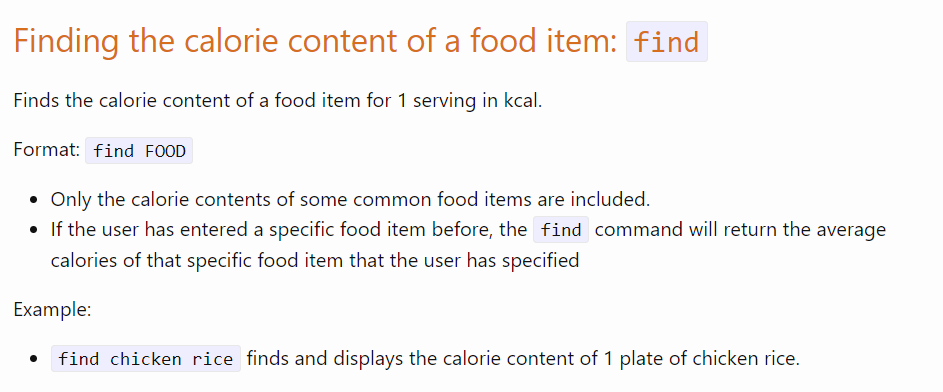 Finding the calorie content of a food item: find
Finds the calorie content of a food item for 1 serving in kcal.
Format: find FOOD
• Only the calorie contents of some common food items are included.
• If the user has entered a specific food item before, the find command will return the average
calories of that specific food item that the user has specified
Example:
• find chicken rice finds and displays the calorie content of 1 plate of chicken rice.